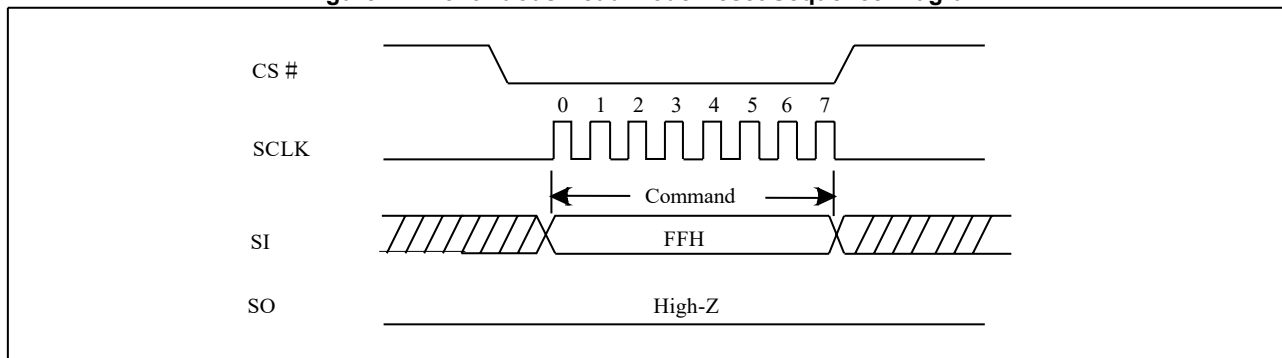 CS #
0 1 2 3 4 5 6 7
SCLK
Command
SI
FFH
SO
High-Z